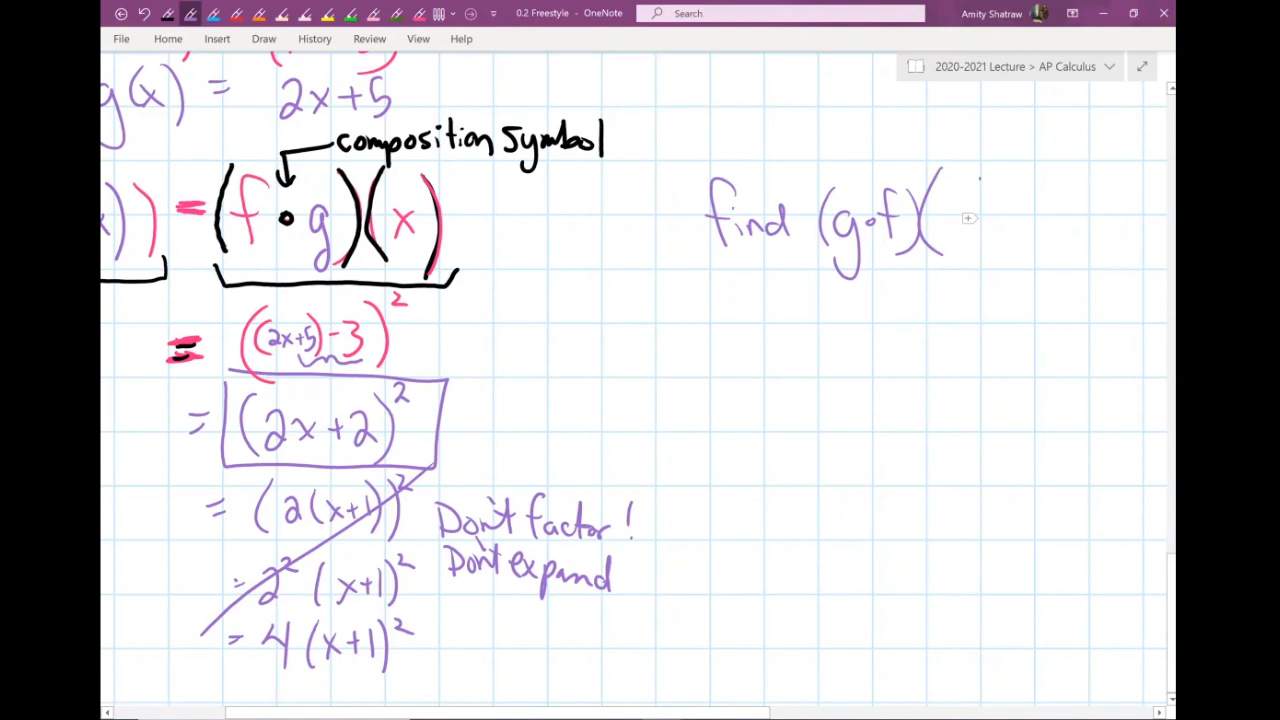 0.2 Freestyle - OneNote
Search
Amity Shatraw
File Home Insert Draw History Review View Help
2020-2021 Lecture > AP Calculus
g(x) = 2x+5
composition symbol
) = (f • g)(x)
= ((2x+5)-3)²
= (2x+2)²
= (2(x+1))²
= 2² (x+1)²
= 4(x+1)²
Don't factor!
Don't expand
find (g∘f)(